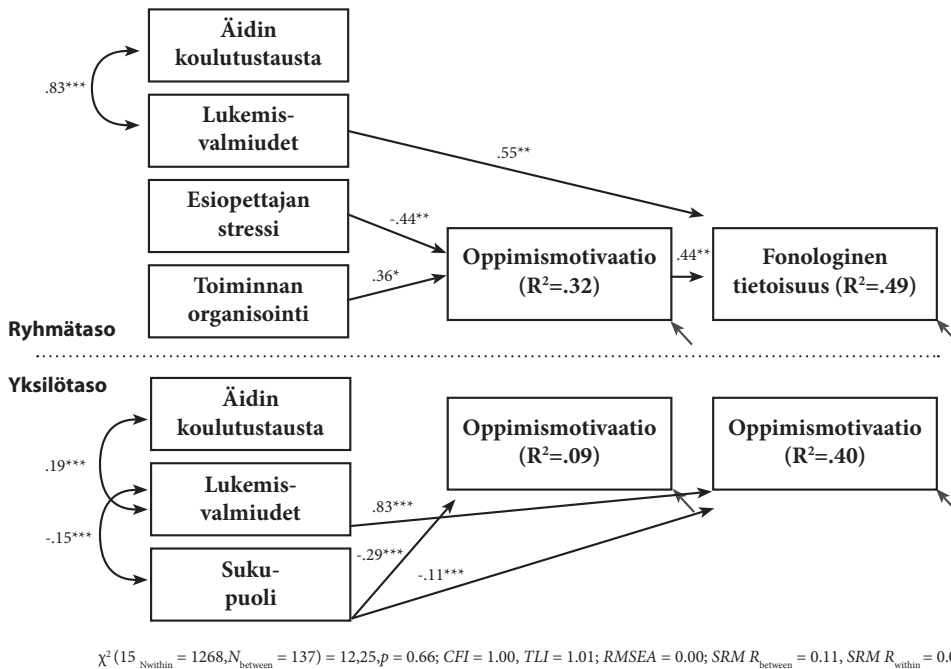 Äidin
koulutustausta
.83***
Lukemis-
valmiudet
.55**
Esiopettajan
stressi
-.44**
Oppimismotivaatio
(R²=.32)
.44**
Fonologinen
tietoisuus (R²=.49)
.36*
Toiminnan
organisointi
Ryhmätaso
Yksilötaso
Äidin
koulutustausta
Oppimismotivaatio
(R²=.09)
Oppimismotivaatio
(R²=.40)
.19***
Lukemis-
valmiudet
.83***
-.15***
-.29***
-.11***
Suku-
puoli
χ² (15 Nwithin = 1268,Nbetween = 137) = 12,25,p = 0.66; CFI = 1.00, TLI = 1.01; RMSEA = 0.00; SRM Rbetween = 0.11, SRM Rwithin =